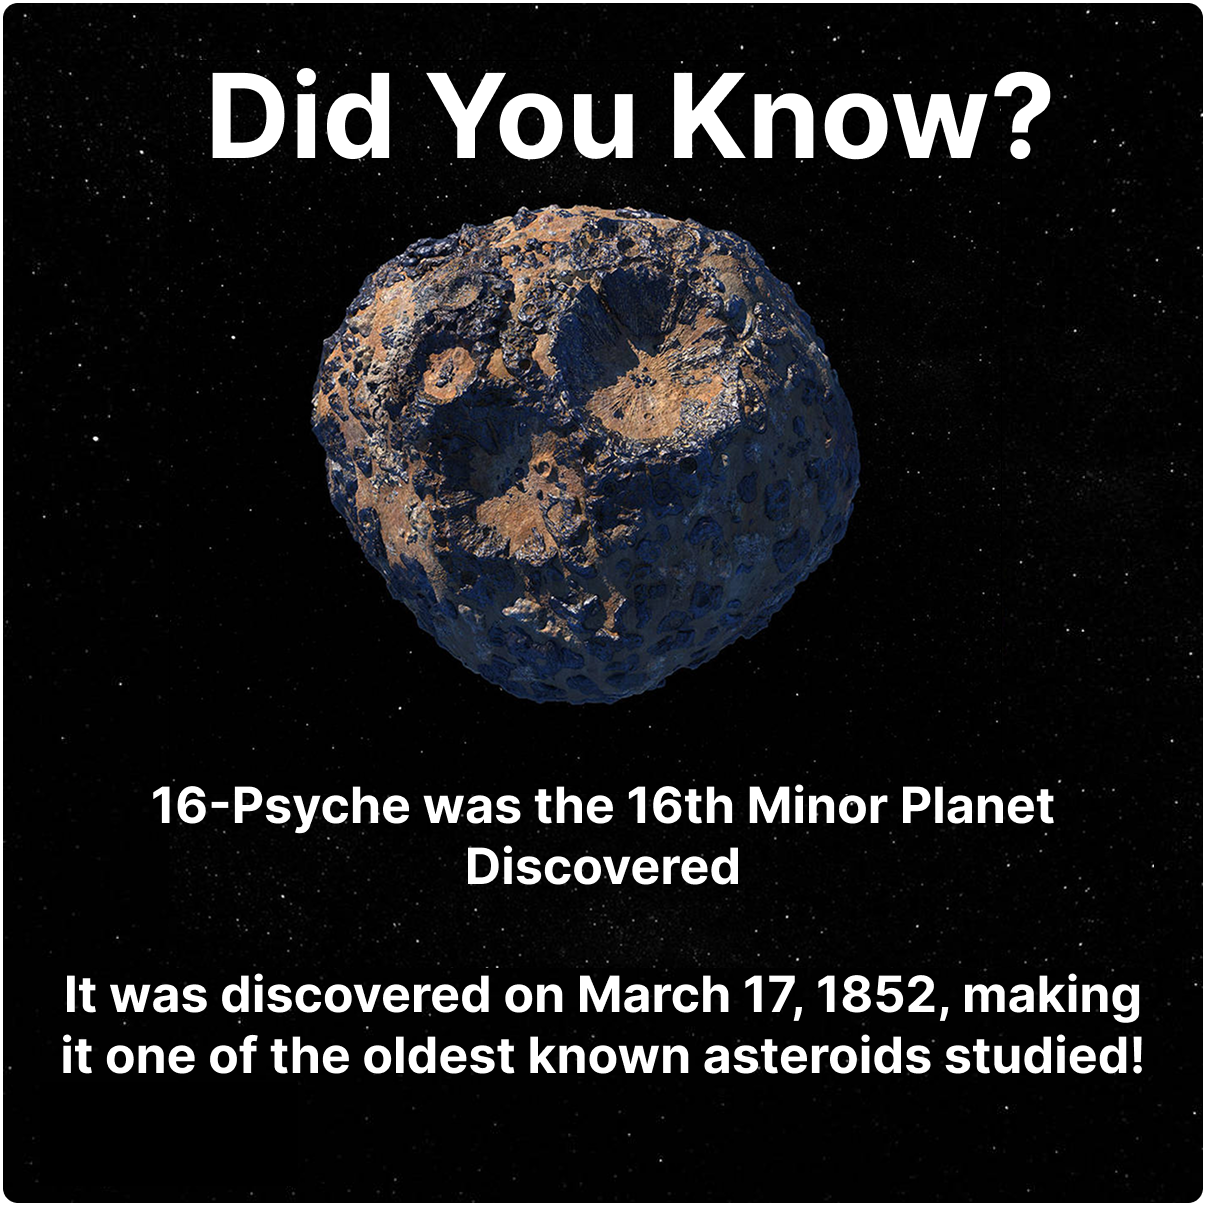 Did You Know?
16-Psyche was the 16th Minor Planet
Discovered
It was discovered on March 17, 1852, making
it one of the oldest known asteroids studied!